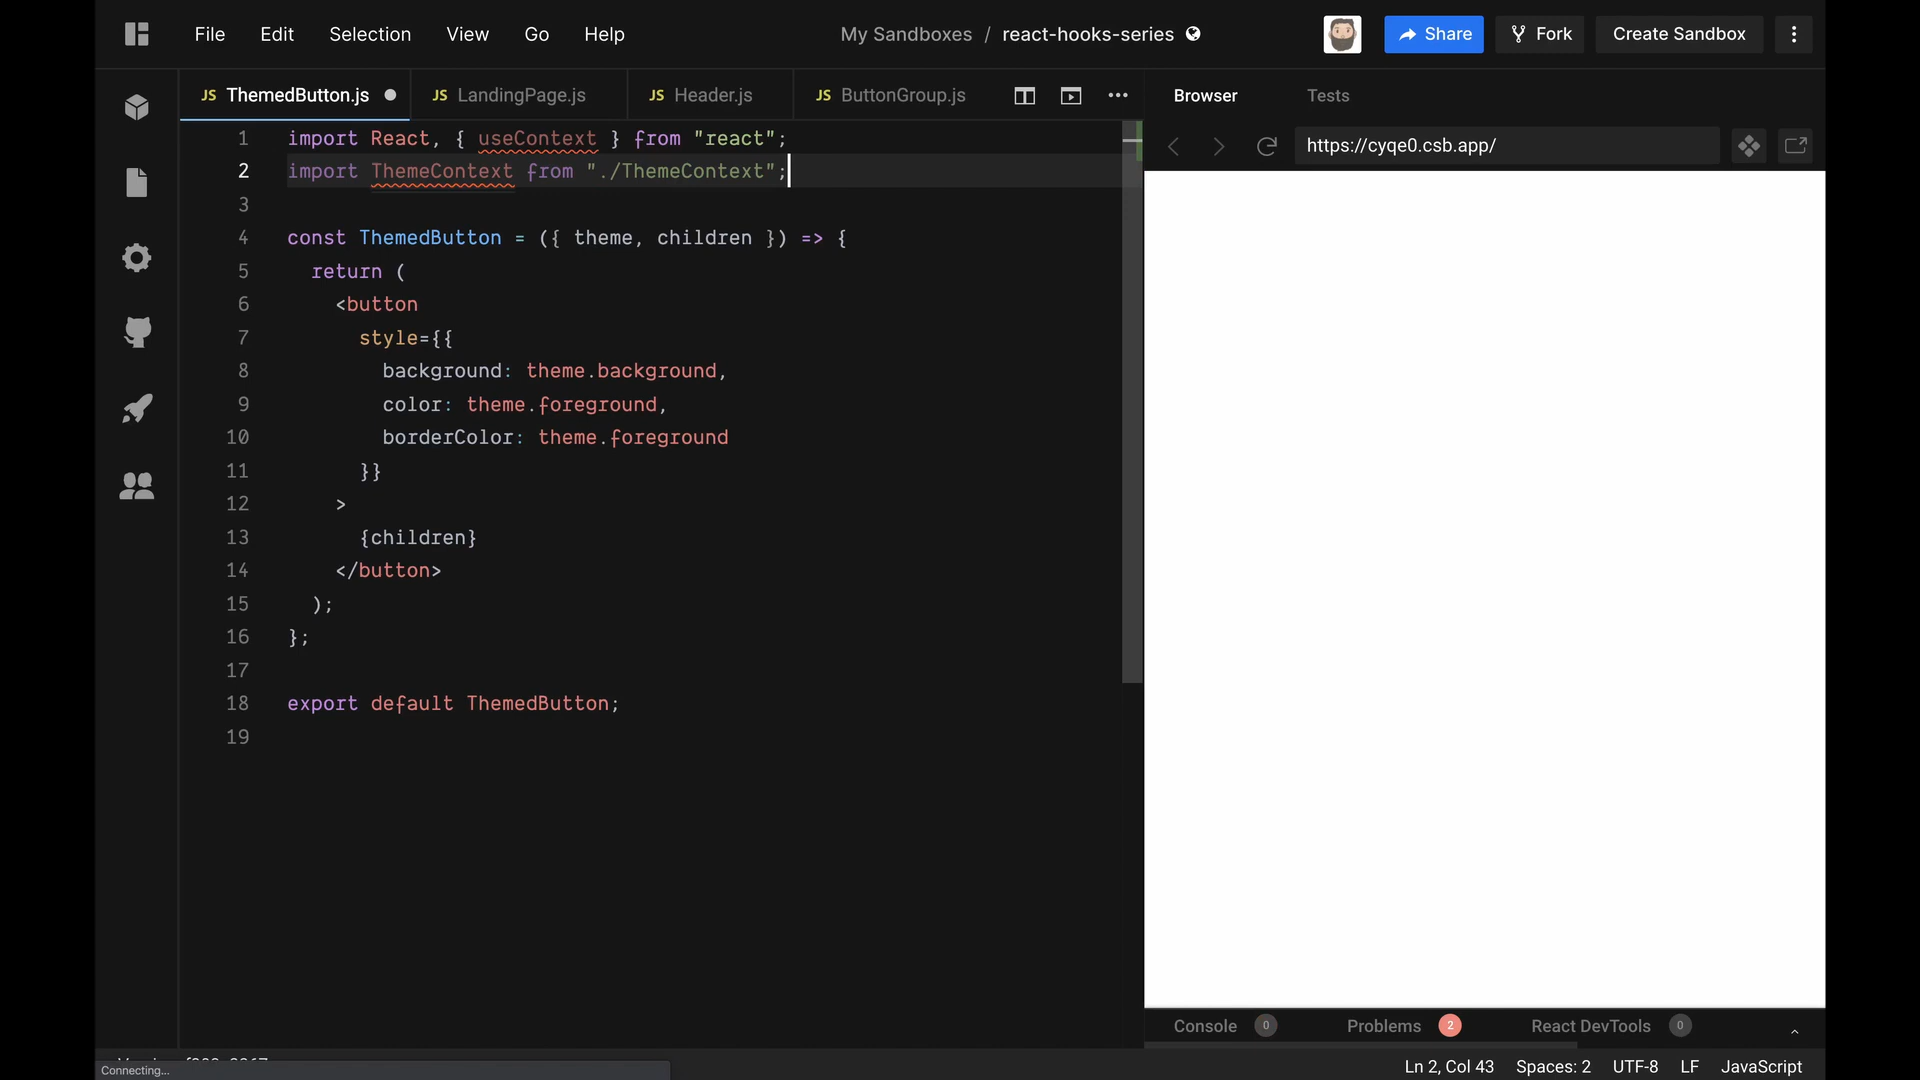 File Edit Selection View Go Help
My Sandboxes / react-hooks-series
Share Fork Create Sandbox
JS ThemedButton.js
JS LandingPage.js
JS Header.js
JS ButtonGroup.js
Browser Tests
https://cyqe0.csb.app/
1 import React, { useContext } from "react";
2 import ThemeContext from "./ThemeContext";
3
4 const ThemedButton = ({ theme, children }) => {
5 return (
6 <button
7 style={{
8 background: theme.background,
9 color: theme.foreground,
10 borderColor: theme.foreground
11 }}
12 >
13 {children}
14 </button>
15 );
16 };
17
18 export default ThemedButton;
19
Console 0 Problems 2 React DevTools 0
Connecting...
Ln 2, Col 43 Spaces: 2 UTF-8 LF JavaScript